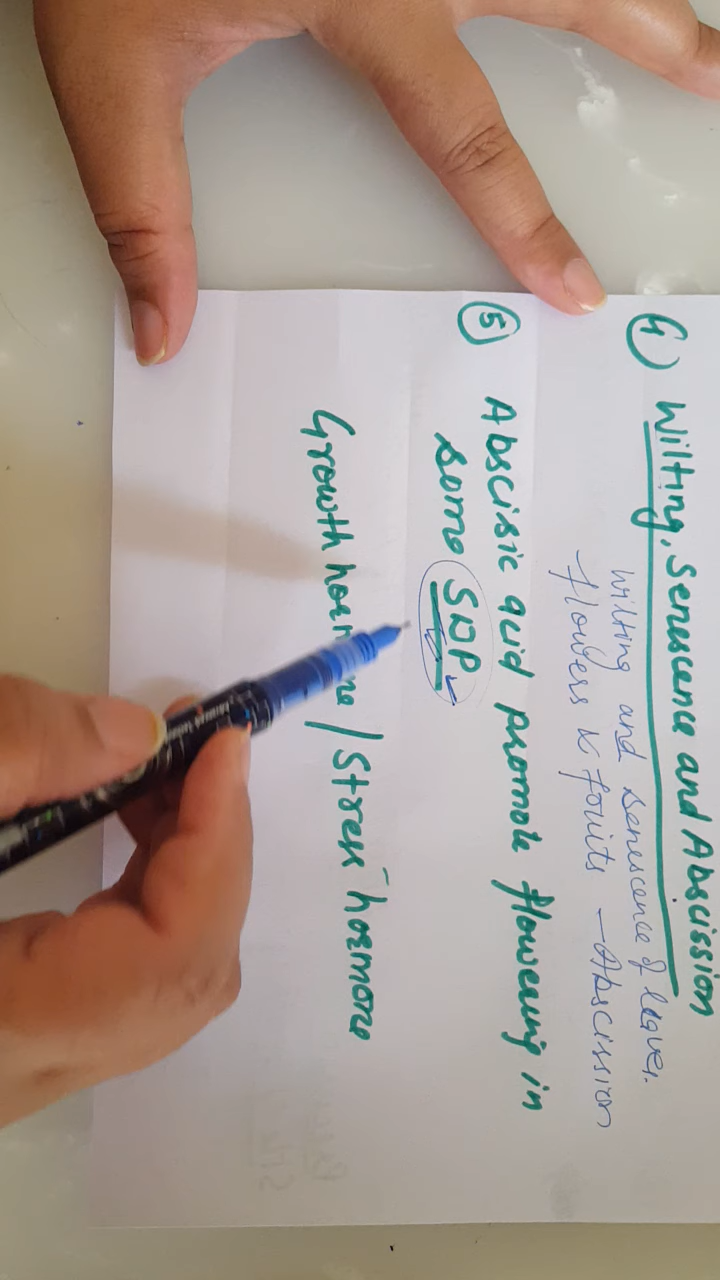 4 Wilting, Senescence and Abscission
wilting and senescence of leaves.
flowers & fruits - Abscission
5 Abscisic acid promote flowering in
some SDP
Growth hormone / Stress hormone